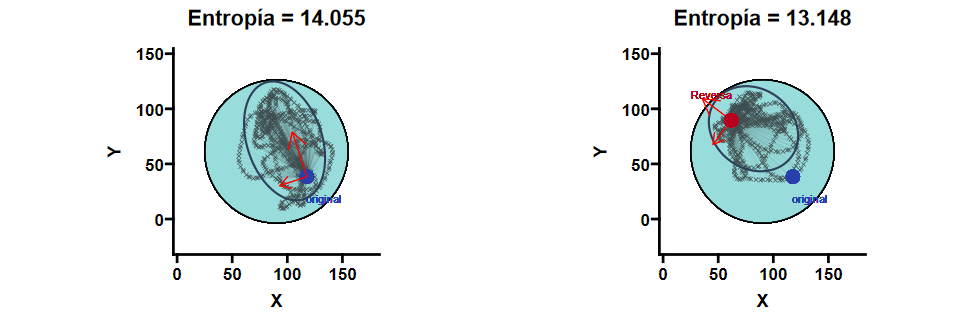 Entropía = 14.055
150
100
50
0
Y
original
0 50 100 150
X
Entropía = 13.148
150
100
50
0
Y
Reversa
original
0 50 100 150
X